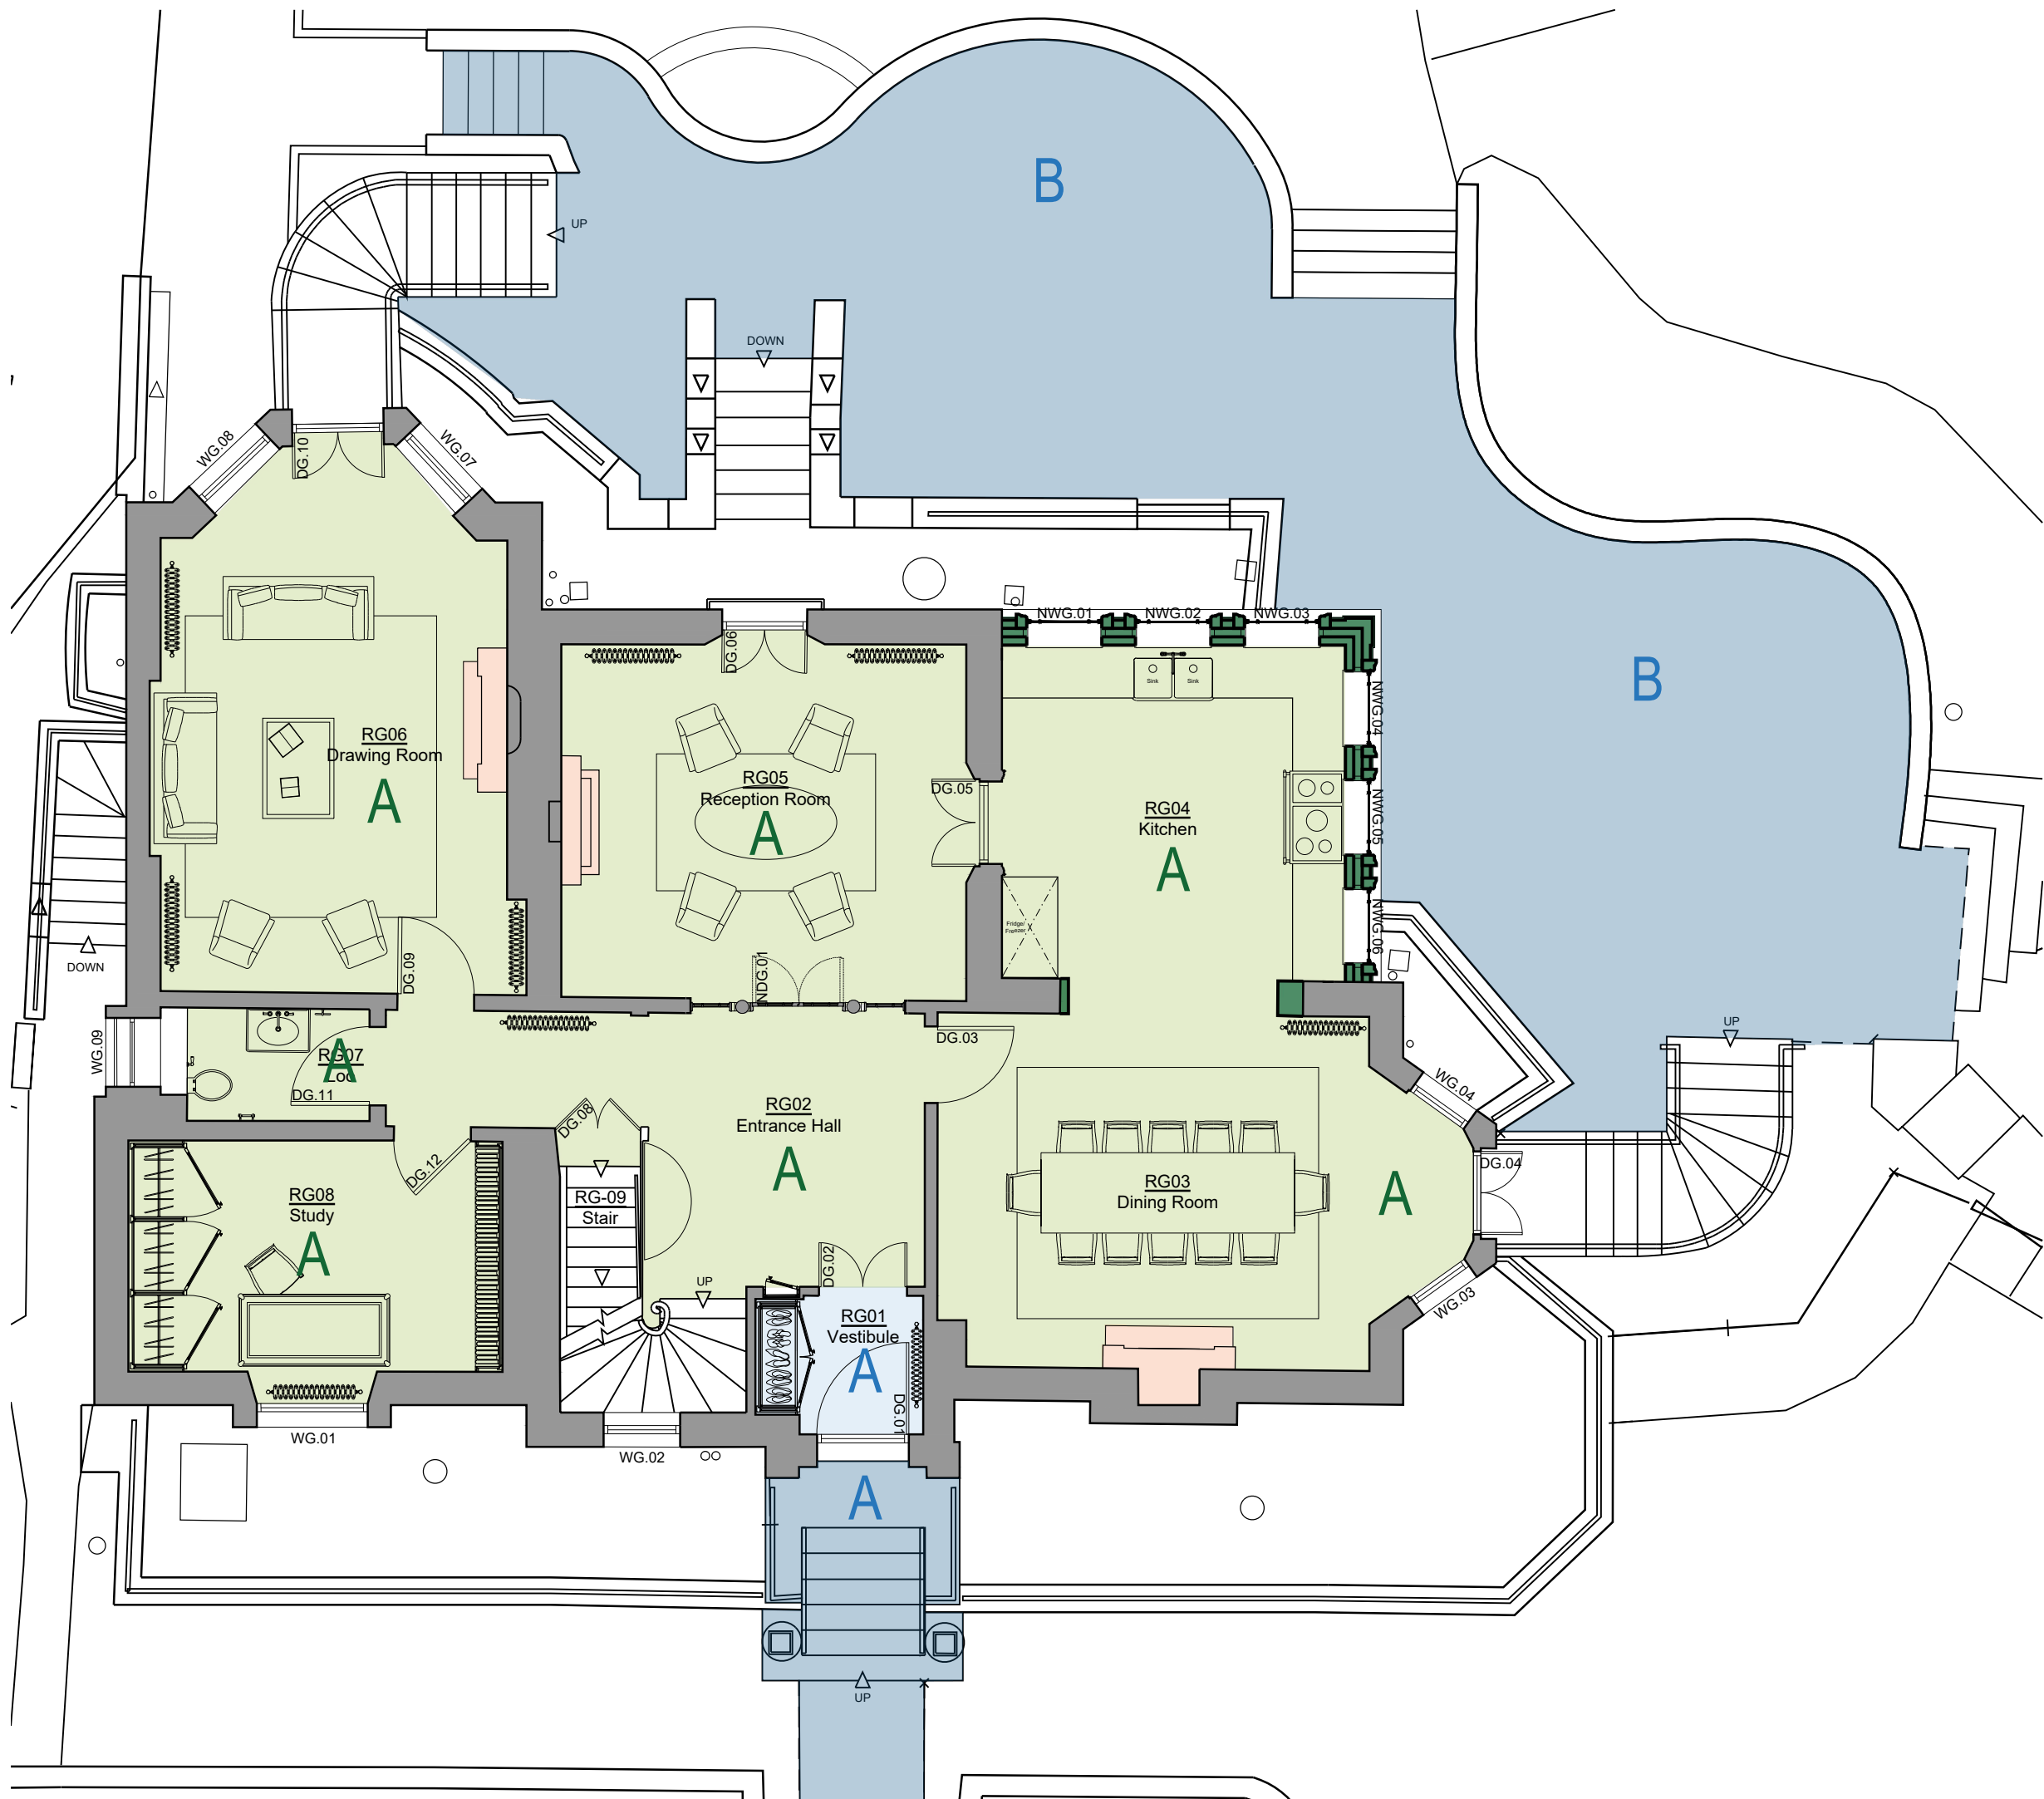 B
UP
DOWN
WG.08
DG.10
WG.07
NWG.01
NWG.02
NWG.03
DG.06
Sink
Sink
B
NWG.04
RG06
Drawing Room
A
RG05
Reception Room
A
DG.05
RG04
Kitchen
A
NWG.05
Fridge/
Freezer
NWG.06
DG.09
NDG.01
DOWN
UP
WG.09
RG07
Loo
A
DG.11
DG.03
WG.04
DG.08
RG02
Entrance Hall
A
DG.12
RG08
Study
A
RG-09
Stair
RG03
Dining Room
A
DG.04
DG.02
UP
RG01
Vestibule
A
DG.01
WG.03
WG.01
WG.02
A
UP